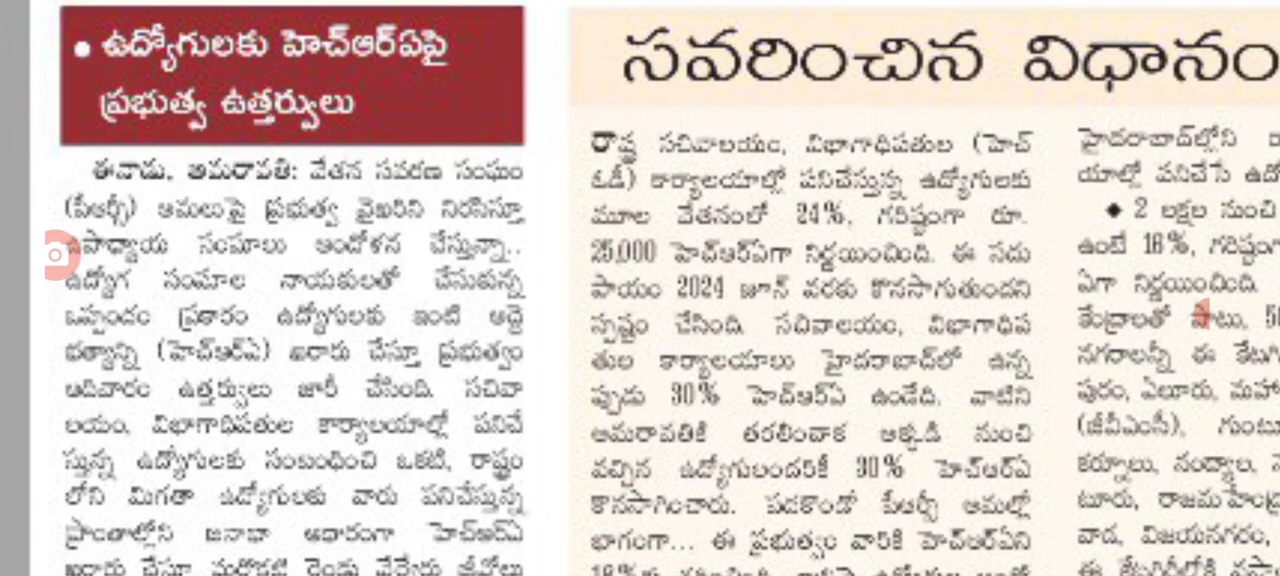 • ఉద్యోగులకు హెచ్ఆర్ఏపై
ప్రభుత్వ ఉత్తర్వులు
ఈనాడు, అమరావతి: వేతన సవరణ సంఘం
(పీఆర్సీ) అమలుపై ప్రభుత్వ వైఖరిని నిరసిస్తూ
ఉపాధ్యాయ సంఘాలు ఆందోళన చేస్తున్నా..
ఉద్యోగ సంఘాల నాయకులతో చేసుకున్న
ఒప్పందం ప్రకారం ఉద్యోగులకు ఇంటి అద్దె
భత్యాన్ని (హెచ్ఆర్ఏ) ఖరారు చేస్తూ ప్రభుత్వం
ఆదివారం ఉత్తర్వులు జారీ చేసింది. సచివా
లయం, విభాగాధిపతుల కార్యాలయాల్లో పనిచే
స్తున్న ఉద్యోగులకు సంబంధించి ఒకటి, రాష్ట్రం
లోని మిగతా ఉద్యోగులకు వారు పనిచేస్తున్న
ప్రాంతాల్లోని జనాభా ఆధారంగా హెచ్ఆర్ఏ
ఖరారు చేస్తూ మరొకటి రెండు వేర్వేరు జీవోలు
సవరించిన విధానం
రాష్ట్ర సచివాలయం, విభాగాధిపతుల (హెచ్
ఓడీ) కార్యాలయాల్లో పనిచేస్తున్న ఉద్యోగులకు
మూల వేతనంలో 24%, గరిష్ఠంగా రూ.
25,000 హెచ్ఆర్ఏగా నిర్ణయించింది. ఈ సదు
పాయం 2024 జూన్ వరకు కొనసాగుతుందని
స్పష్టం చేసింది. సచివాలయం, విభాగాధిప
తుల కార్యాలయాలు హైదరాబాద్‌లో ఉన్న
ప్పుడు 30% హెచ్ఆర్ఏ ఉండేది. వాటిని
అమరావతికి తరలించాక అక్కడి నుంచి
వచ్చిన ఉద్యోగులందరికీ 30% హెచ్ఆర్ఏ
కొనసాగించారు. పదకొండో పీఆర్సీ అమల్లో
భాగంగా... ఈ ప్రభుత్వం వారికి హెచ్ఆర్ఏని
హైదరాబాద్‌ల్లోని
యాల్లో పనిచేసే
◆ 2 లక్షల నుంచి
ఉంటే 16%, గరిష్ఠంగా
ఏగా నిర్ణయించింది.
కేంద్రాలతో పాటు,
నగరాలన్నీ ఈ
పురం, ఏలూరు,
(జీవీఎంసీ),
కర్నూలు, నంద్యాల,
టూరు,
వాడ, విజయనగరం,